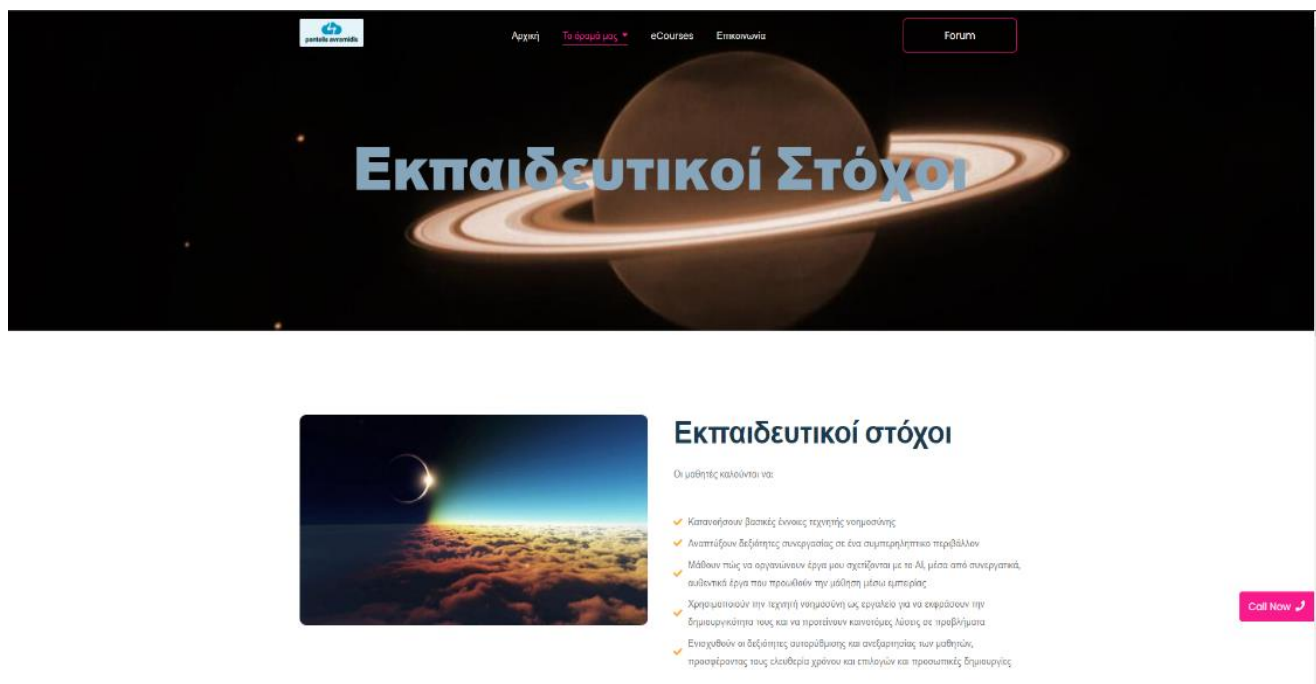 pantelis avramidis
Αρχική
Το όραμά μας
eCourses
Επικοινωνία
Forum
Εκπαιδευτικοί Στόχοι
Εκπαιδευτικοί στόχοι
Οι μαθητές καλούνται να:
Κατανοήσουν βασικές έννοιες τεχνητής νοημοσύνης
Αναπτύξουν δεξιότητες συνεργασίας σε ένα συμπεριληπτικο περιβάλλον
Μάθουν πώς να οργανώνουν έργα μου σχετίζονται με το AI, μέσα από συνεργατικά,
αυθεντικά έργα που προωθούν την μάθηση μέσω εμπειρίας
Χρησιμοποιούν την τεχνητή νοημοσύνη ως εργαλείο για να εκφράσουν την
δημιουργικότητα τους και να προτείνουν καινοτόμες λύσεις σε προβλήματα
Ενισχυθούν οι δεξιότητες αυτορύθμισης και ανεξαρτησίας των μαθητών,
προσφέροντας τους ελευθερία χρόνου και επιλογών και προσωπικές δημιουργίες
Call Now